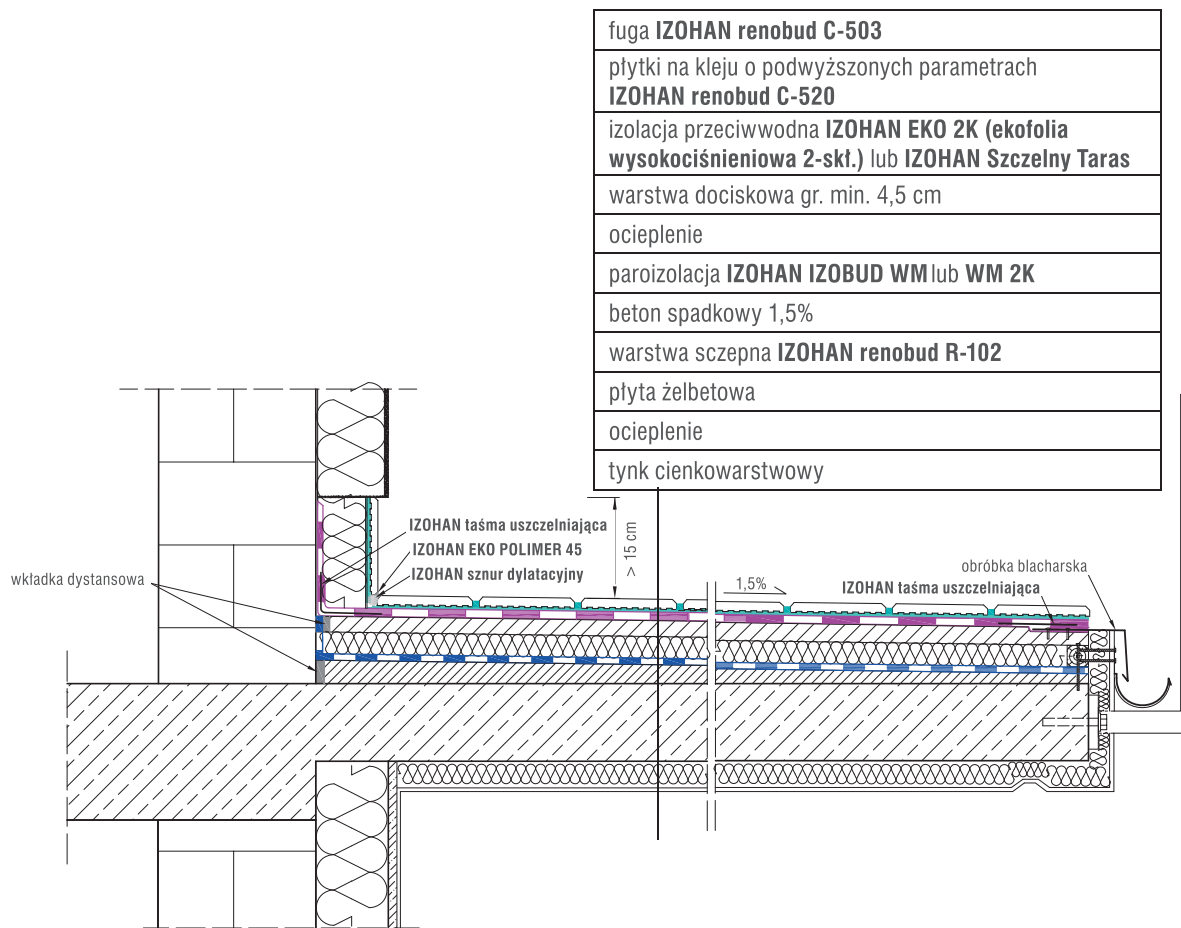 fuga IZOHAN renobud C-503
płytki na kleju o podwyższonych parametrach
IZOHAN renobud C-520
izolacja przeciwwodna IZOHAN EKO 2K (ekofolia
wysokociśnieniowa 2-skł.) lub IZOHAN Szczelny Taras
warstwa dociskowa gr. min. 4,5 cm
ocieplenie
paroizolacja IZOHAN IZOBUD WM lub WM 2K
beton spadkowy 1,5%
warstwa sczepna IZOHAN renobud R-102
płyta żelbetowa
ocieplenie
tynk cienkowarstwowy
IZOHAN taśma uszczelniająca
IZOHAN EKO POLIMER 45
IZOHAN sznur dylatacyjny
> 15 cm
wkładka dystansowa
1,5%
obróbka blacharska
IZOHAN taśma uszczelniająca